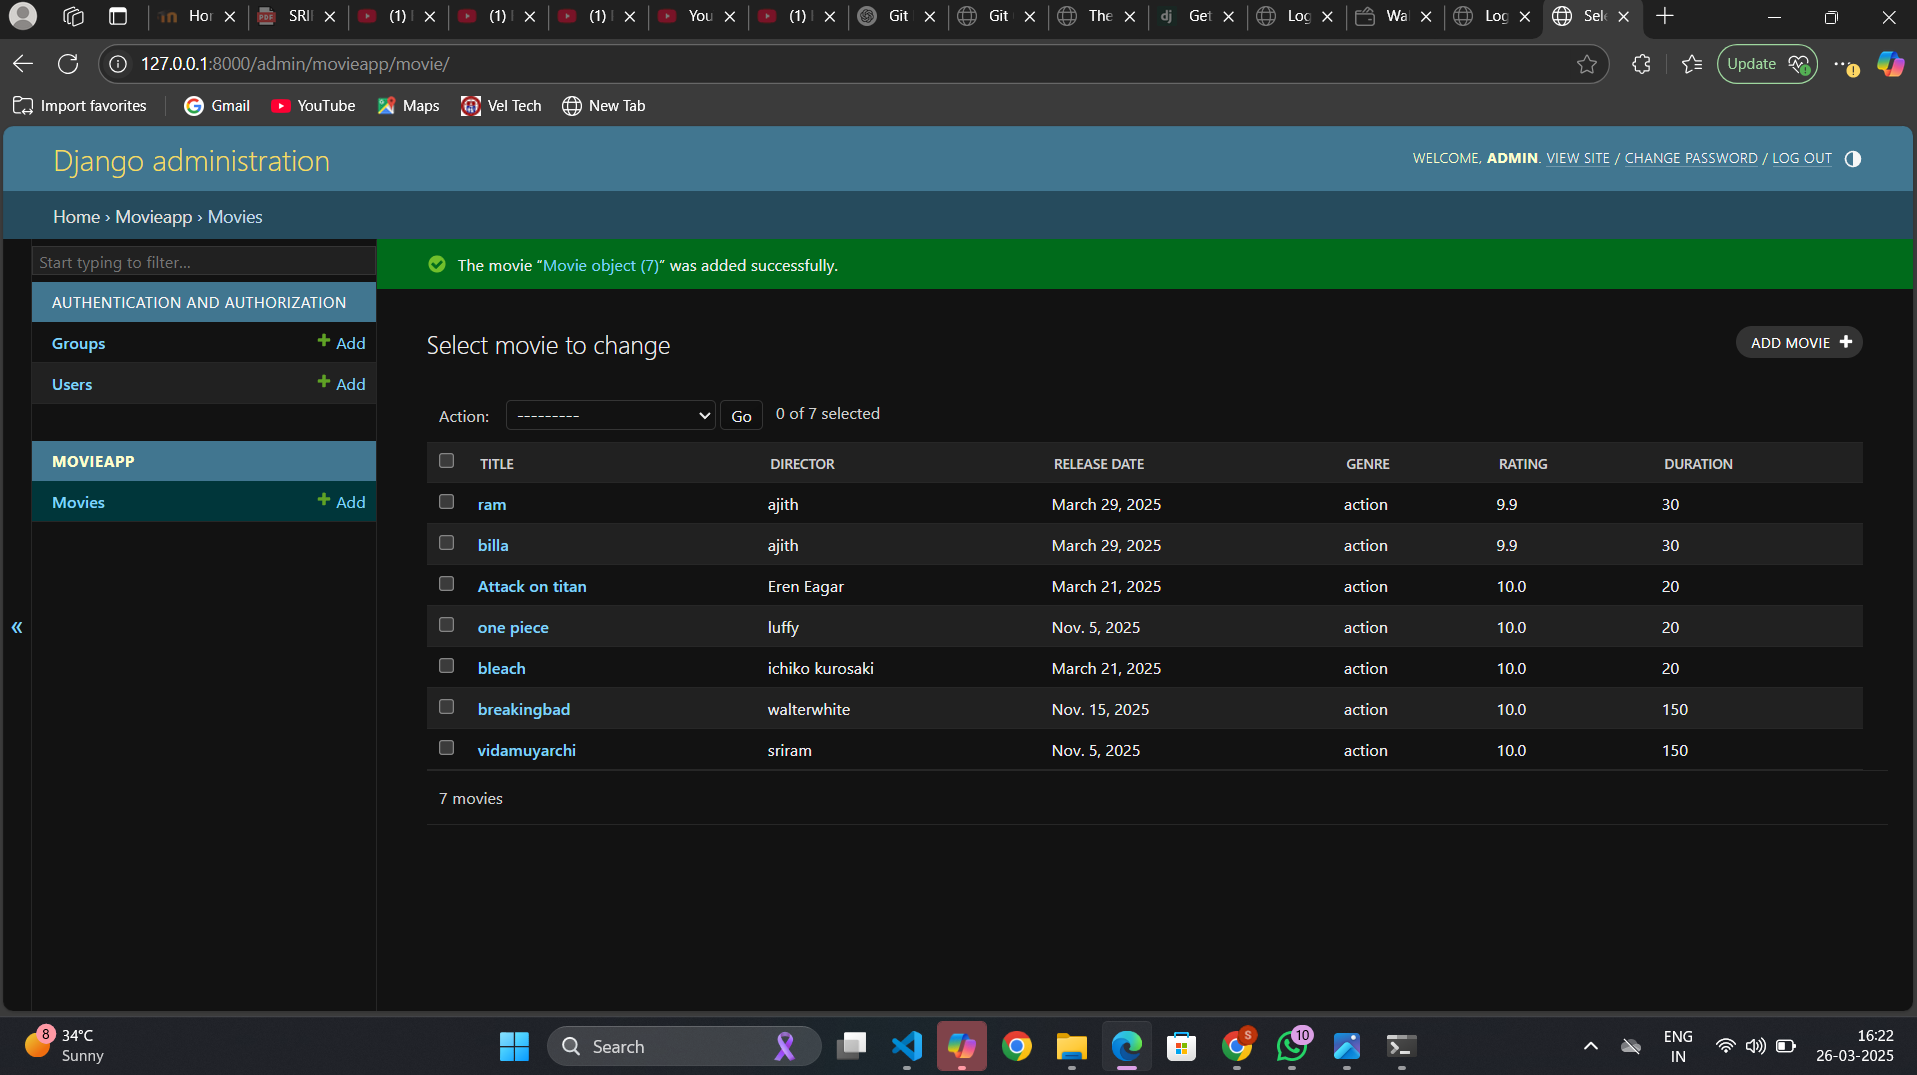 Hor
SRI
(1)
(1)
(1)
You
(1)
Git
Git
The
Get
Log
Wal
Log
Sele
127.0.0.1:8000/admin/movieapp/movie/
Update
Import favorites
Gmail
YouTube
Maps
Vel Tech
New Tab
Django administration
WELCOME, ADMIN. VIEW SITE / CHANGE PASSWORD / LOG OUT
Home › Movieapp › Movies
Start typing to filter...
The movie “Movie object (7)” was added successfully.
AUTHENTICATION AND AUTHORIZATION
Groups Add
Users Add
MOVIEAPP
Movies Add
«
Select movie to change
ADD MOVIE
Action: --------- Go 0 of 7 selected
TITLE DIRECTOR RELEASE DATE GENRE RATING DURATION
ram ajith March 29, 2025 action 9.9 30
billa ajith March 29, 2025 action 9.9 30
Attack on titan Eren Eagar March 21, 2025 action 10.0 20
one piece luffy Nov. 5, 2025 action 10.0 20
bleach ichiko kurosaki March 21, 2025 action 10.0 20
breakingbad walterwhite Nov. 15, 2025 action 10.0 150
vidamuyarchi sriram Nov. 5, 2025 action 10.0 150
7 movies
8
34°C
Sunny
Search
S
10
ENG
IN
16:22
26-03-2025